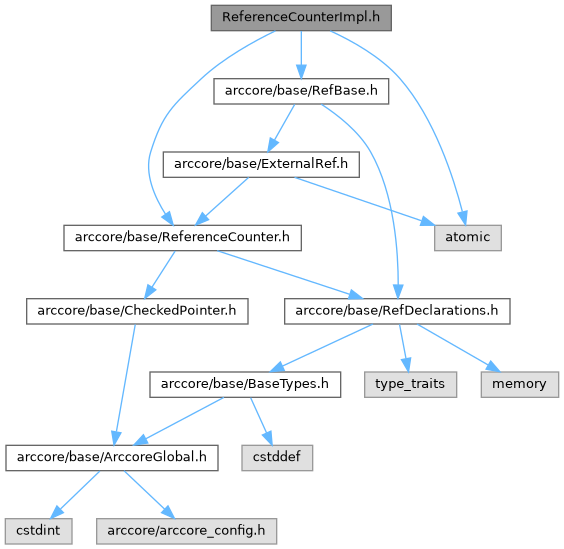 ReferenceCounterImpl.h
arccore/base/RefBase.h
arccore/base/ExternalRef.h
arccore/base/ReferenceCounter.h
atomic
arccore/base/CheckedPointer.h
arccore/base/RefDeclarations.h
arccore/base/BaseTypes.h
type_traits
memory
arccore/base/ArccoreGlobal.h
cstddef
cstdint
arccore/arccore_config.h